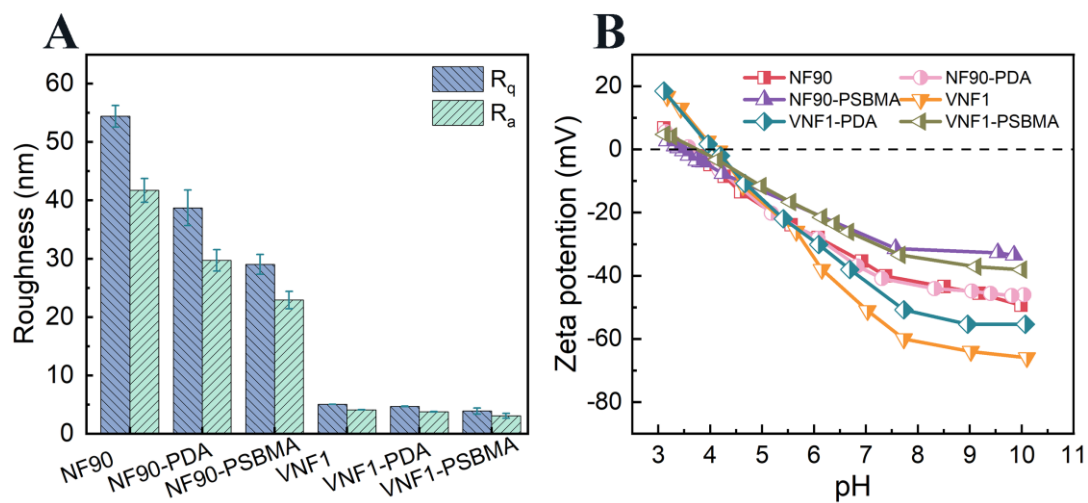 A
Roughness (nm)
60
50
40
30
20
10
0
R_q
R_a
NF90
NF90-PDA
NF90-PSBMA
VNF1
VNF1-PDA
VNF1-PSBMA
B
Zeta potention (mV)
20
0
-20
-40
-60
-80
NF90 NF90-PDA
NF90-PSBMA VNF1
VNF1-PDA VNF1-PSBMA
3 4 5 6 7 8 9 10 11
pH